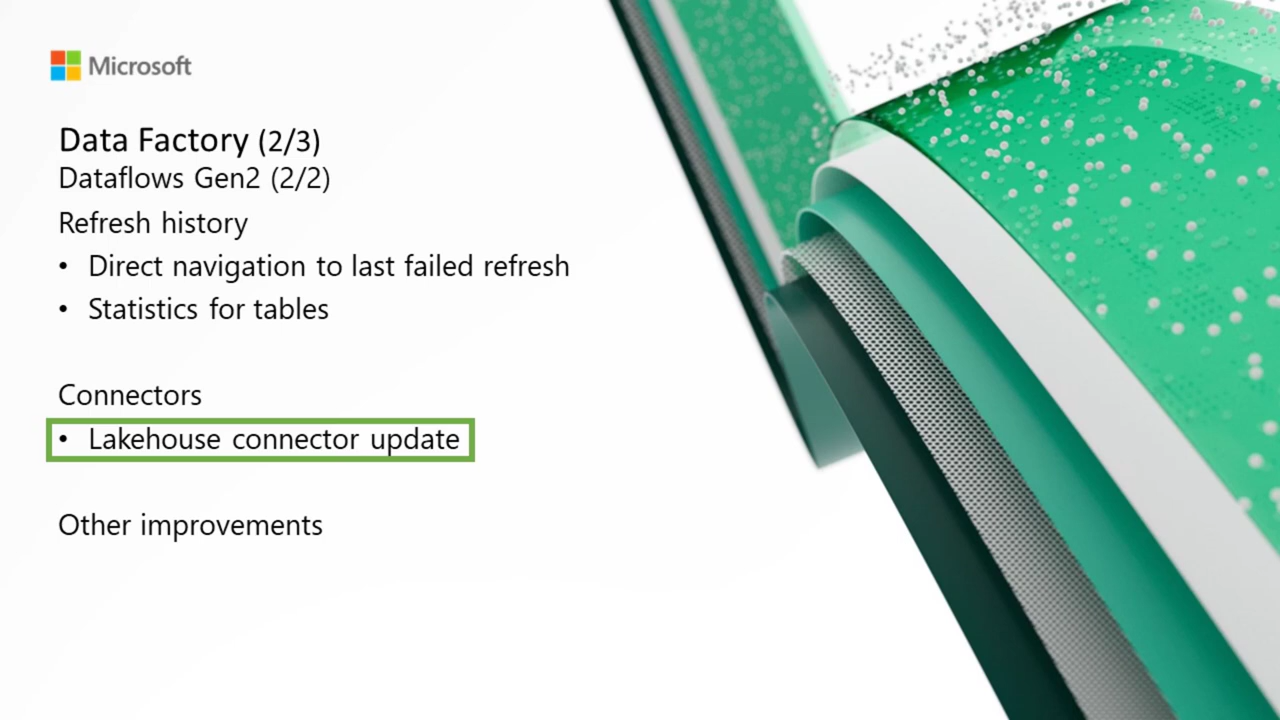 Microsoft
Data Factory (2/3)
Dataflows Gen2 (2/2)
Refresh history
• Direct navigation to last failed refresh
• Statistics for tables
Connectors
• Lakehouse connector update
Other improvements